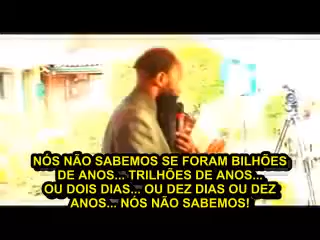 NÓS NÃO SABEMOS SE FORAM BILHÕES
DE ANOS... TRILHÕES DE ANOS...
OU DOIS DIAS... OU DEZ DIAS OU DEZ
ANOS... NÓS NÃO SABEMOS!